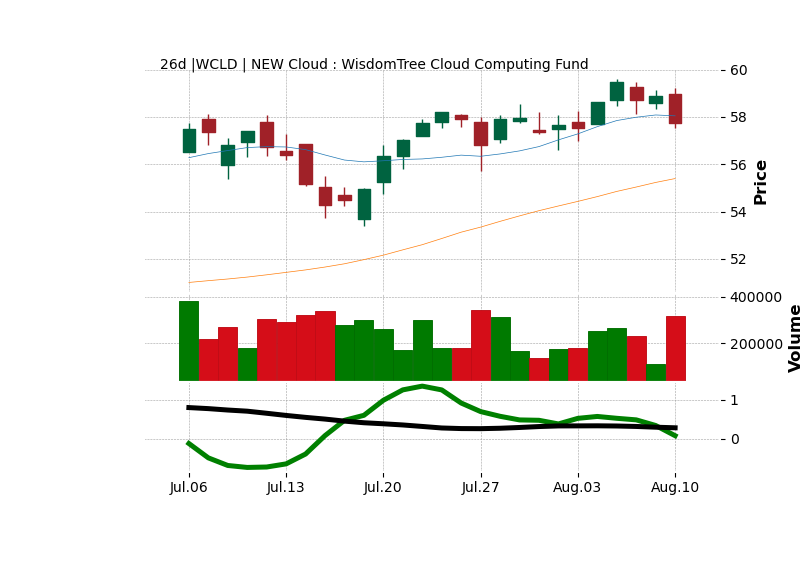 26d |WCLD | NEW Cloud : WisdomTree Cloud Computing Fund
60
58
56
54
52
Price
400000
200000
Volume
1
0
Jul.06 Jul.13 Jul.20 Jul.27 Aug.03 Aug.10